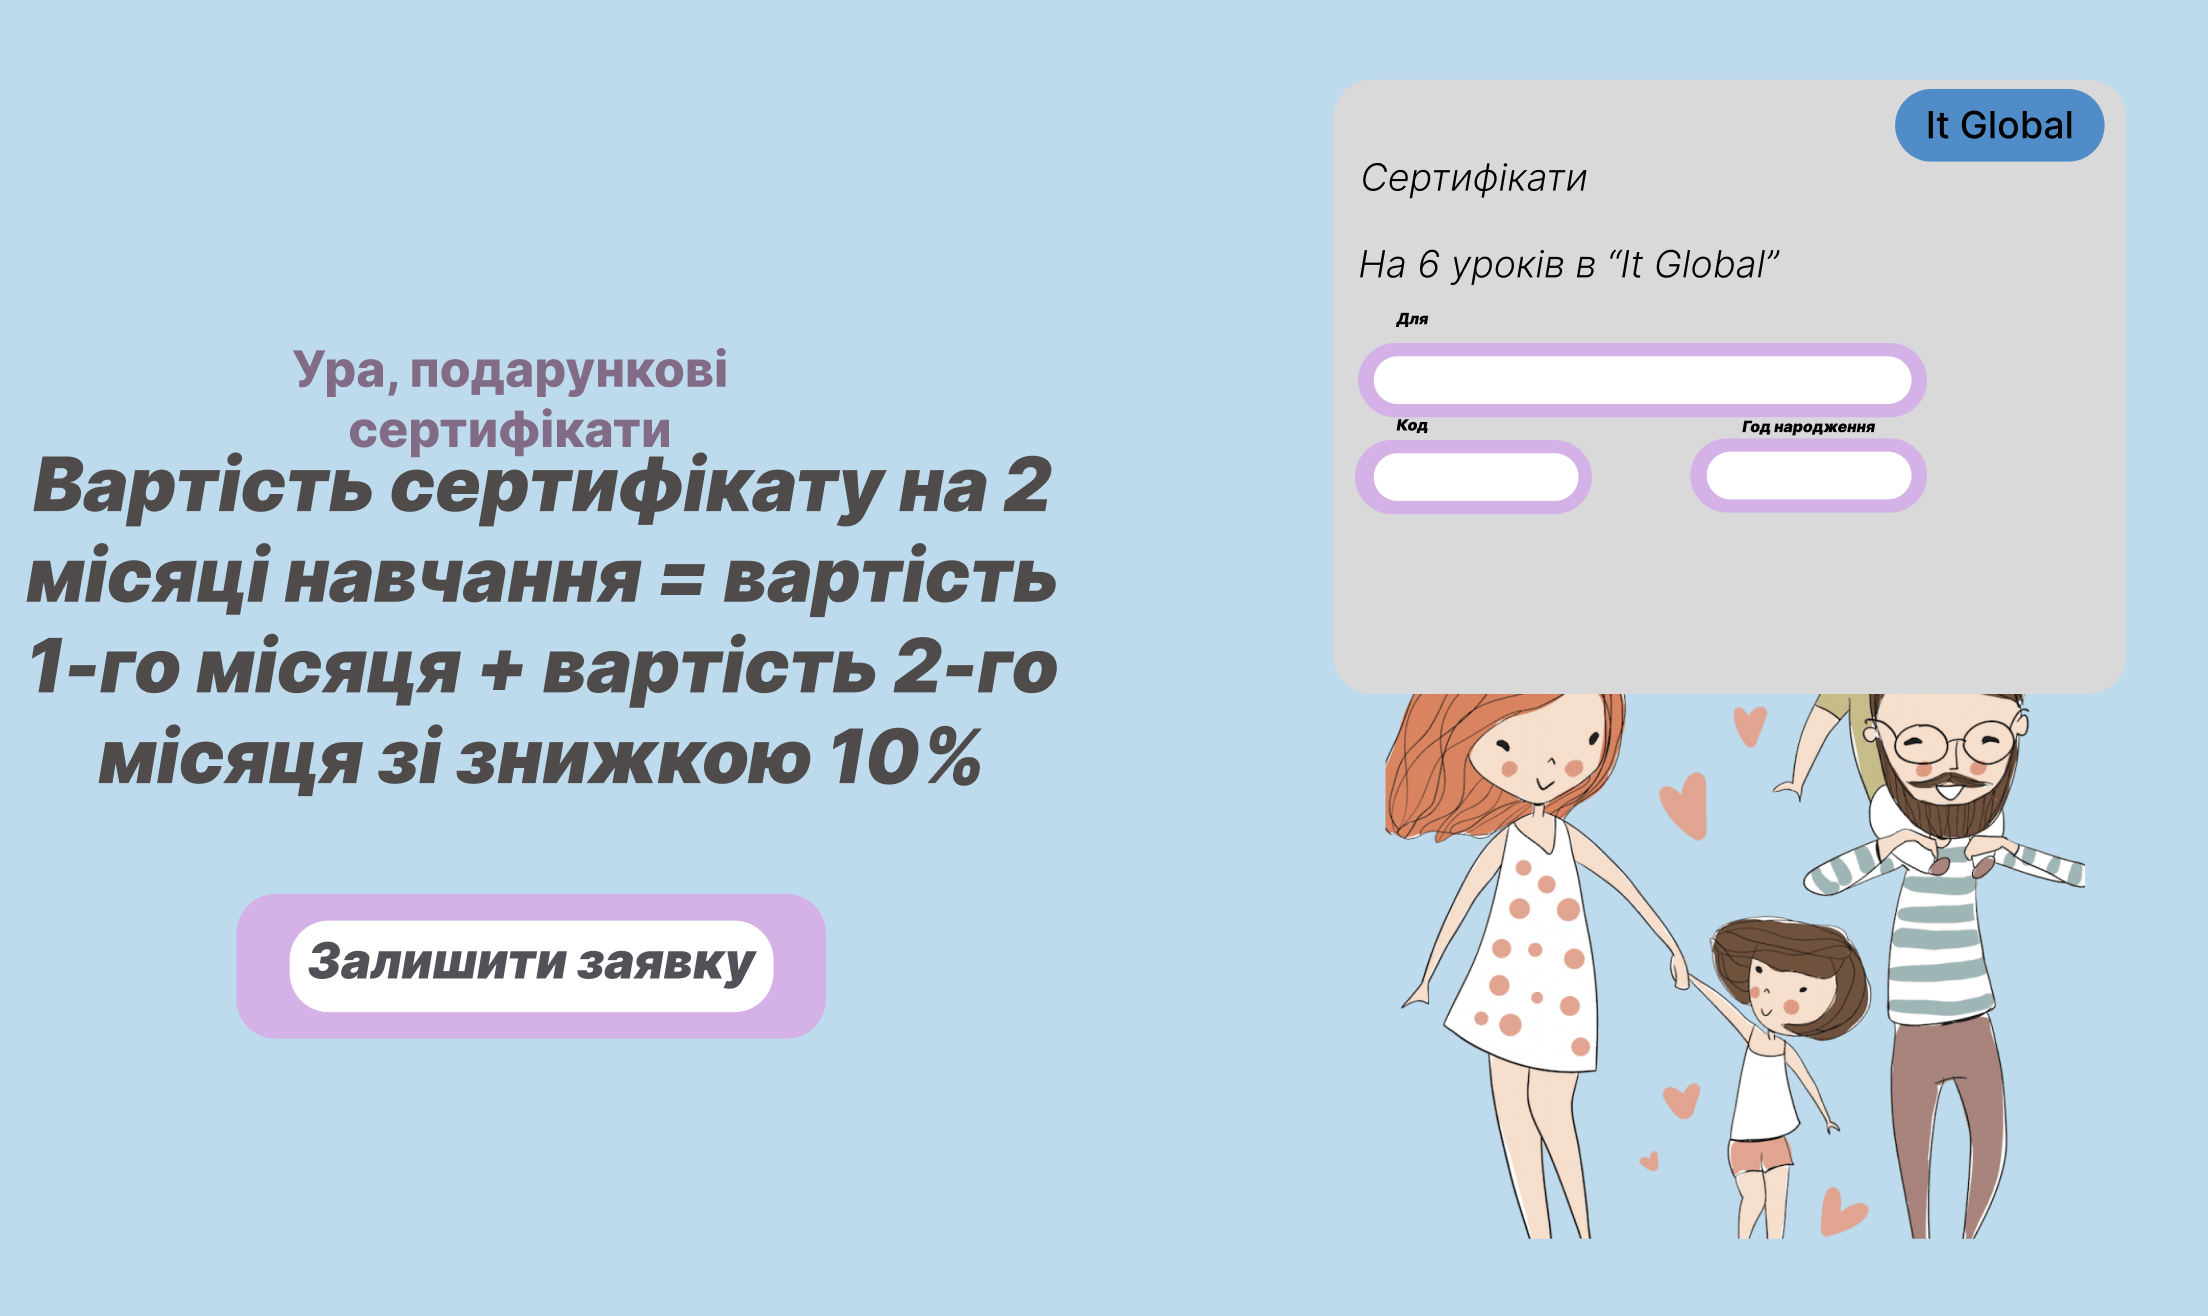 Ура, подарункові
сертифікати
Вартість сертифікату на 2
місяці навчання = вартість
1-го місяця + вартість 2-го
місяця зі знижкою 10%
Залишити заявку
It Global
Сертифікати
На 6 уроків в “It Global”
Для
Код
Год народження